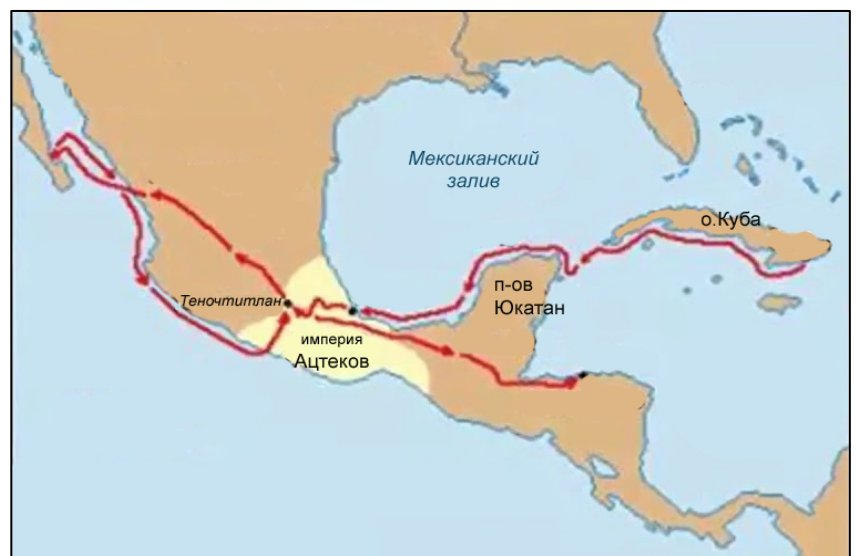 Мексиканский
залив
о.Куба
п-ов
Юкатан
Теночтитлан
империя
Ацтеков